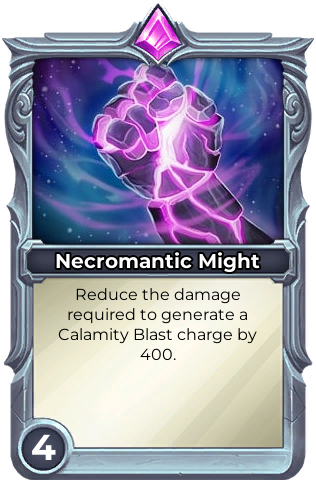 Necromantic Might
Reduce the damage
required to generate a
Calamity Blast charge by
400.
4